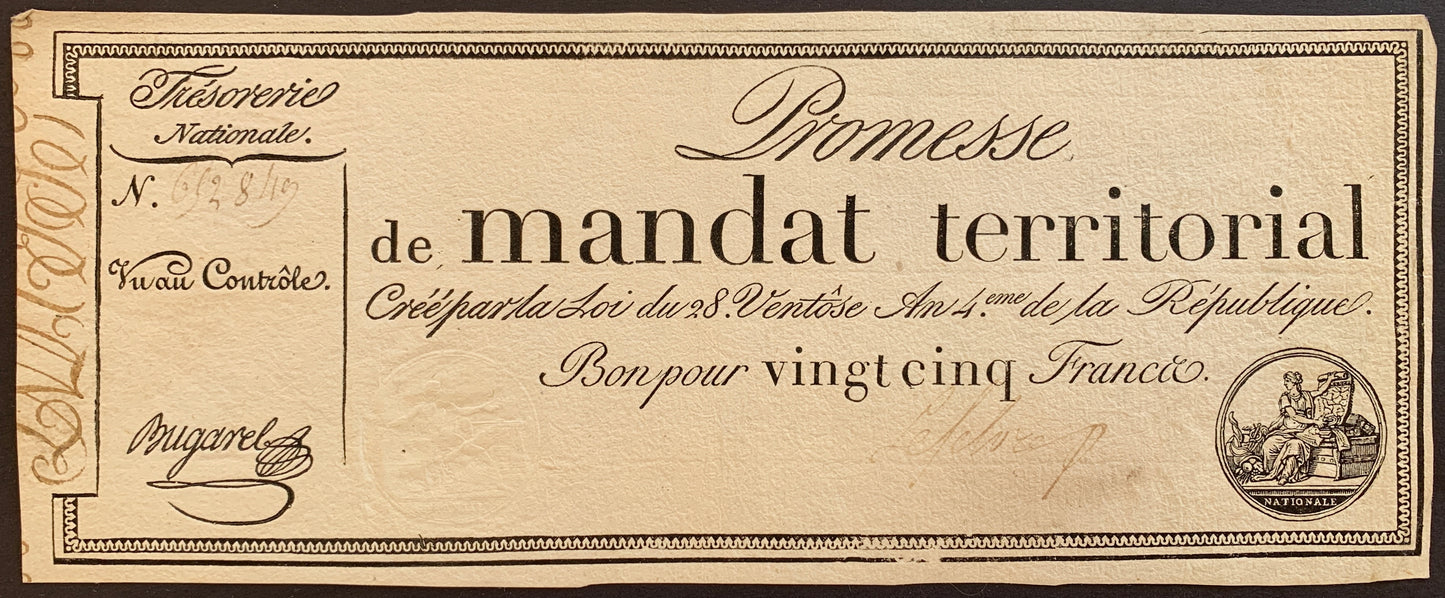 Trésorerie
Nationale.
N. 692849
Vu au Contrôle.
Bugarel
Promesse
de mandat territorial
Créé par la Loi du 28. Ventôse An 4.eme de la République.
Bon pour vingt cinq Francs.
NATIONALE